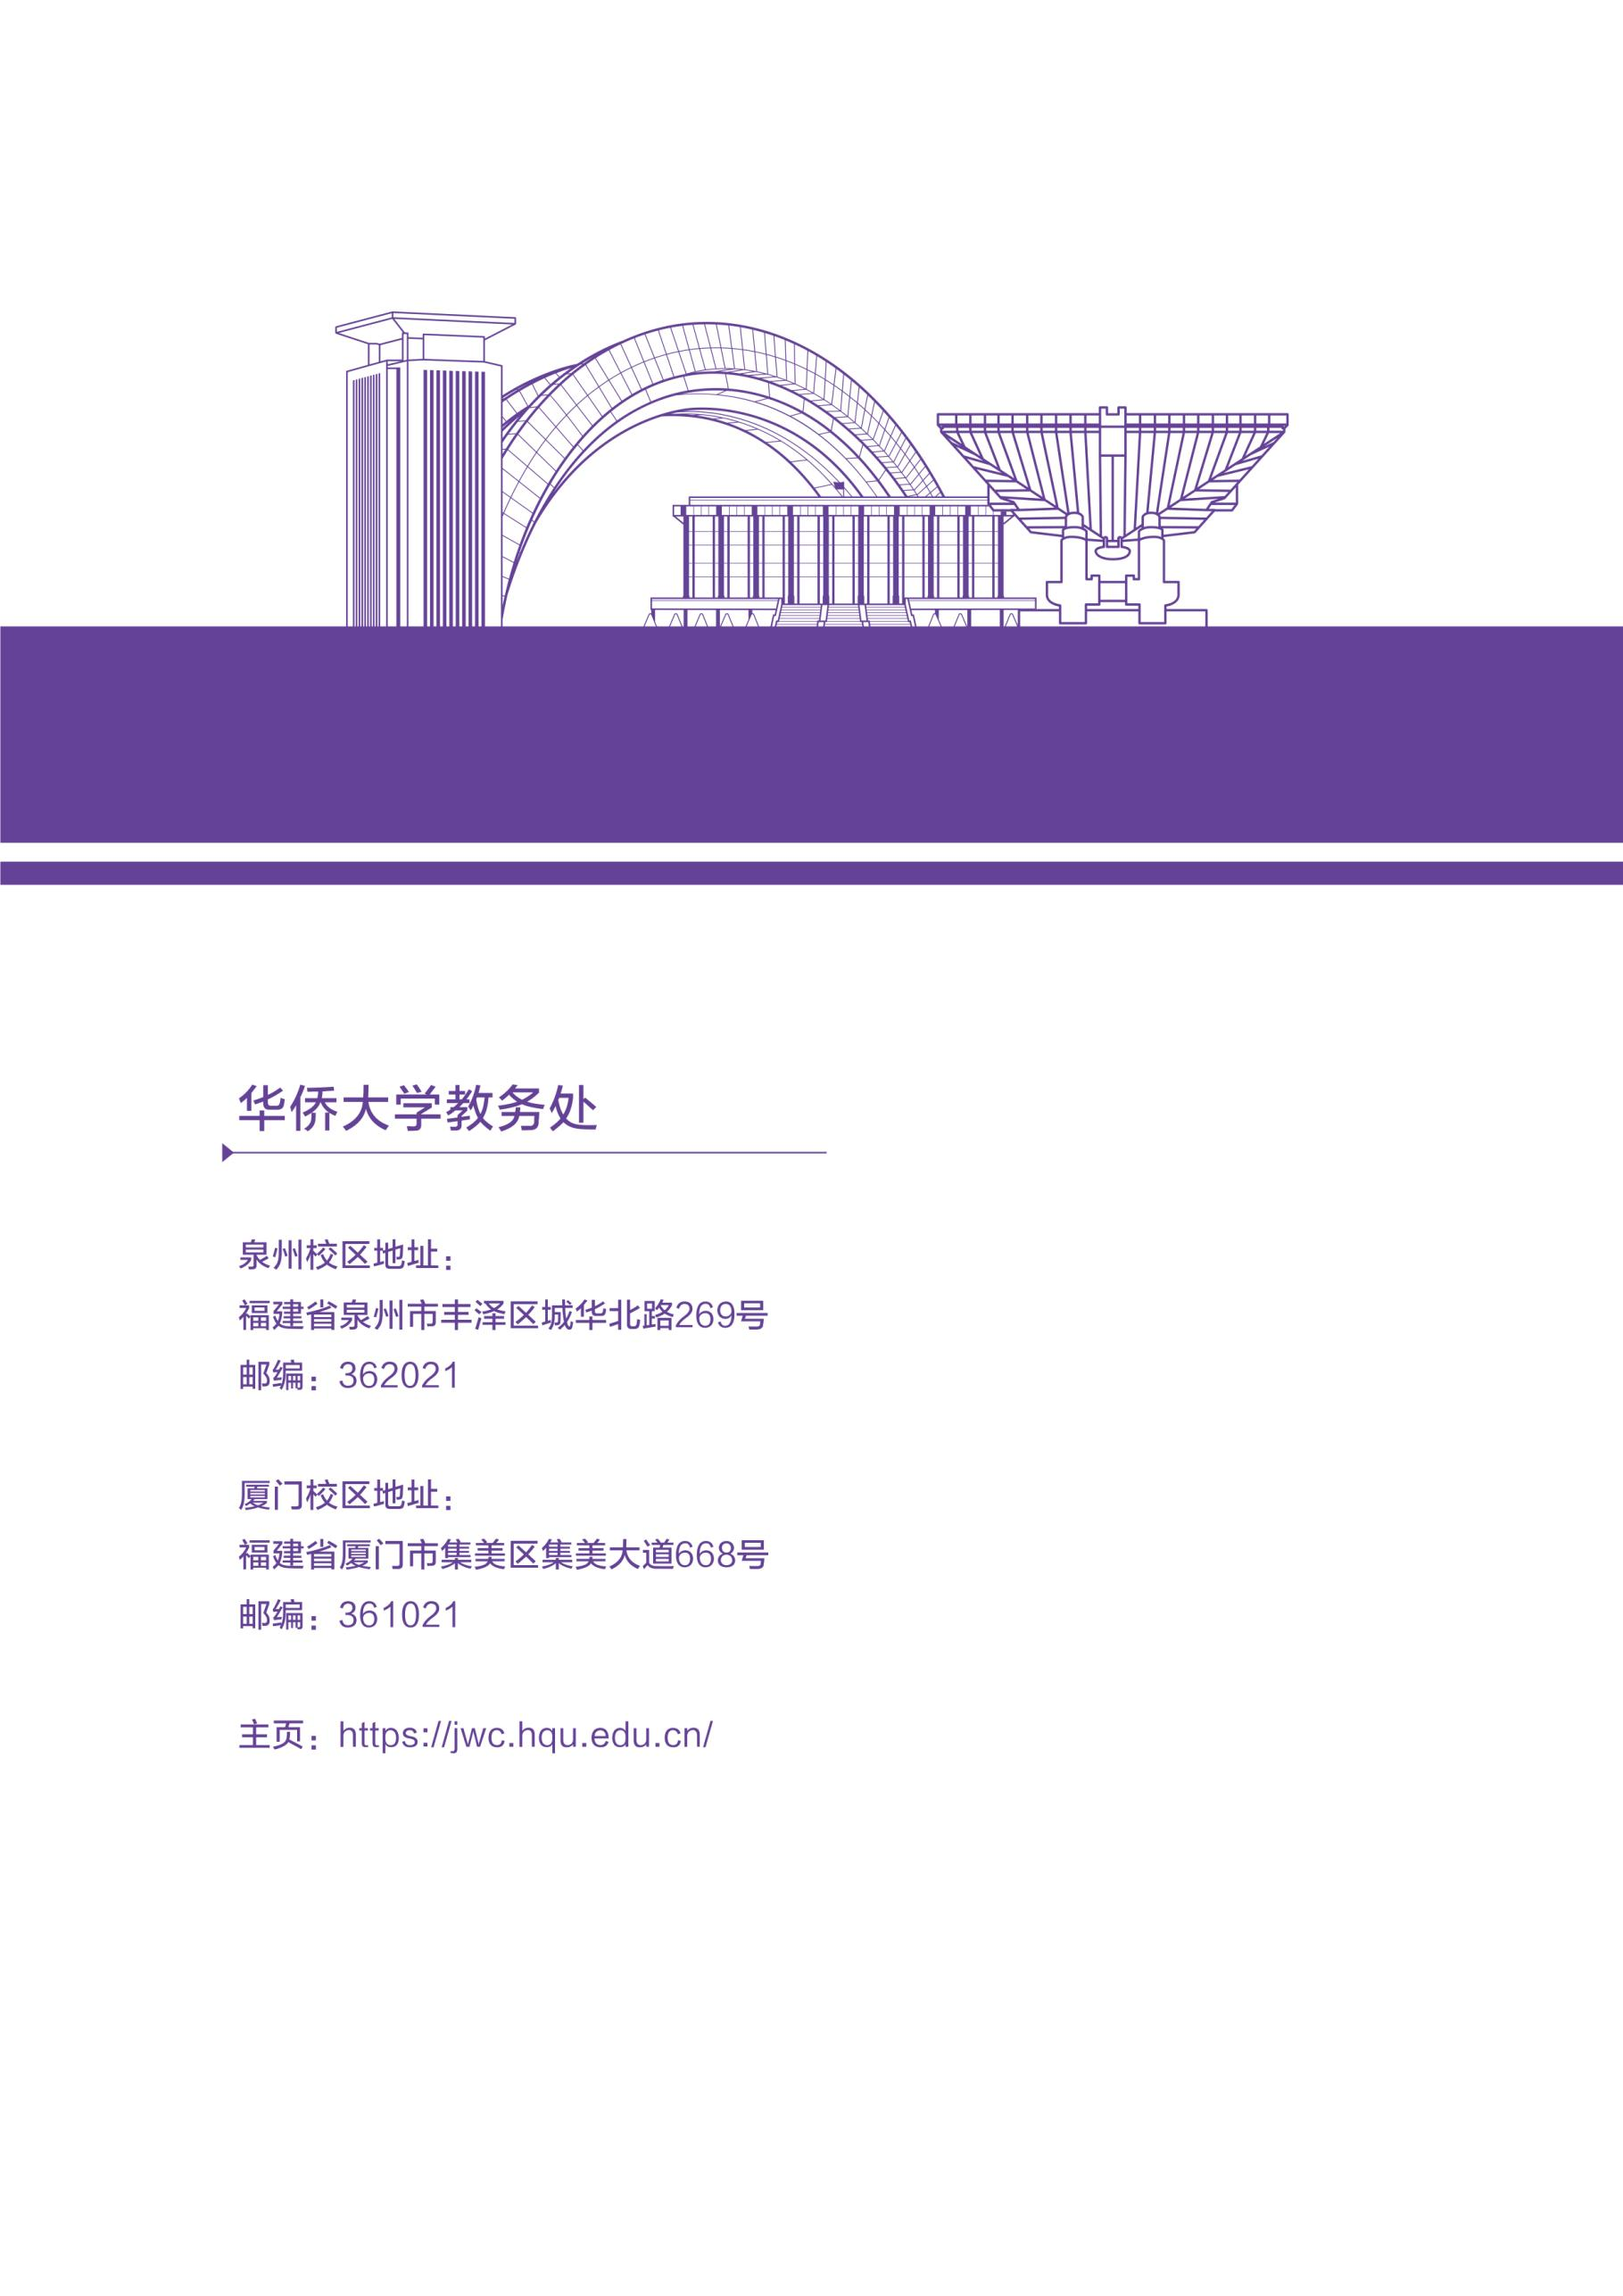 华侨大学教务处
泉州校区地址：
福建省泉州市丰泽区城华北路269号
邮编：362021
厦门校区地址：
福建省厦门市集美区集美大道668号
邮编：361021
主页：https://jwc.hqu.edu.cn/